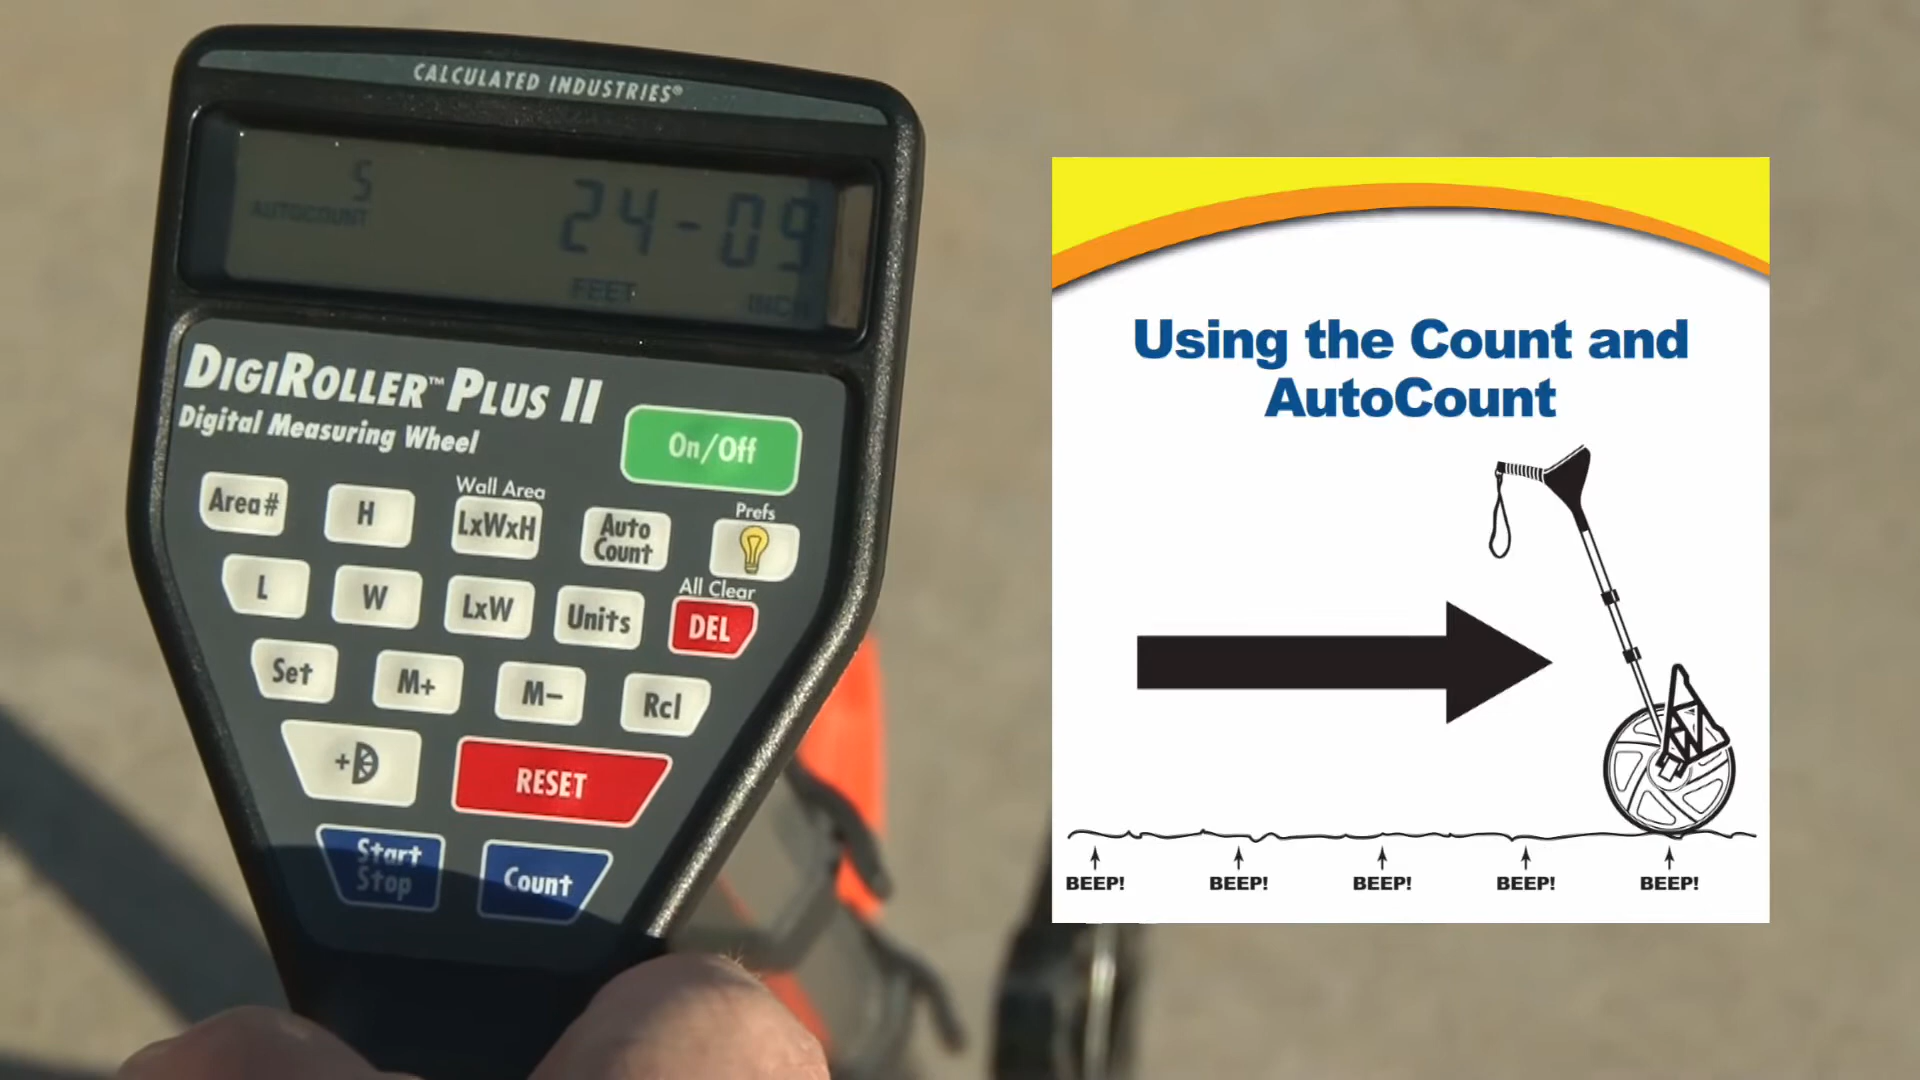 CALCULATED INDUSTRIES®
5
AUTOCOUNT
24-09
FEET INCH
DIGIROLLER™ PLUS II
Digital Measuring Wheel
On/Off
Area#
H
Wall Area
LxWxH
Auto
Count
Prefs
L
W
LxW
Units
All Clear
DEL
Set
M+
M−
Rcl
+
RESET
Start
Stop
Count
Using the Count and
AutoCount
BEEP! BEEP! BEEP! BEEP! BEEP!